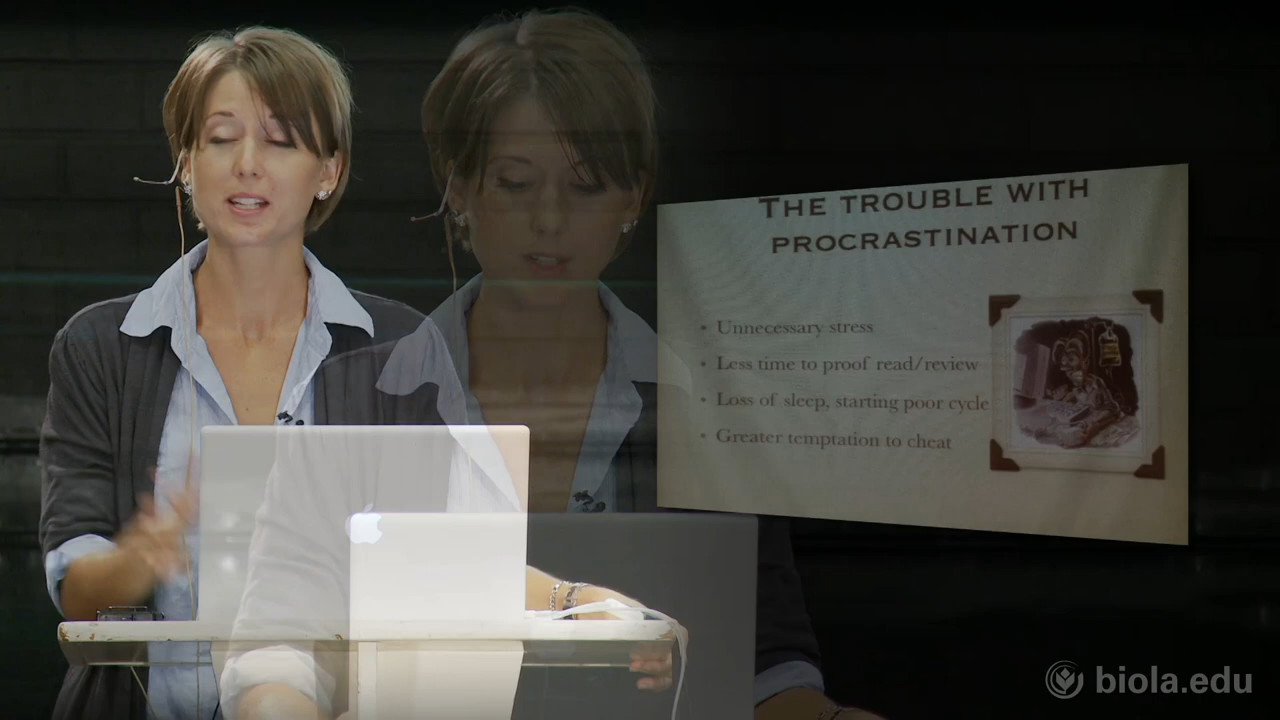 THE TROUBLE WITH
PROCRASTINATION
• Unnecessary stress
• Less time to proof read/review
• Loss of sleep, starting poor cycle
• Greater temptation to cheat
biola.edu